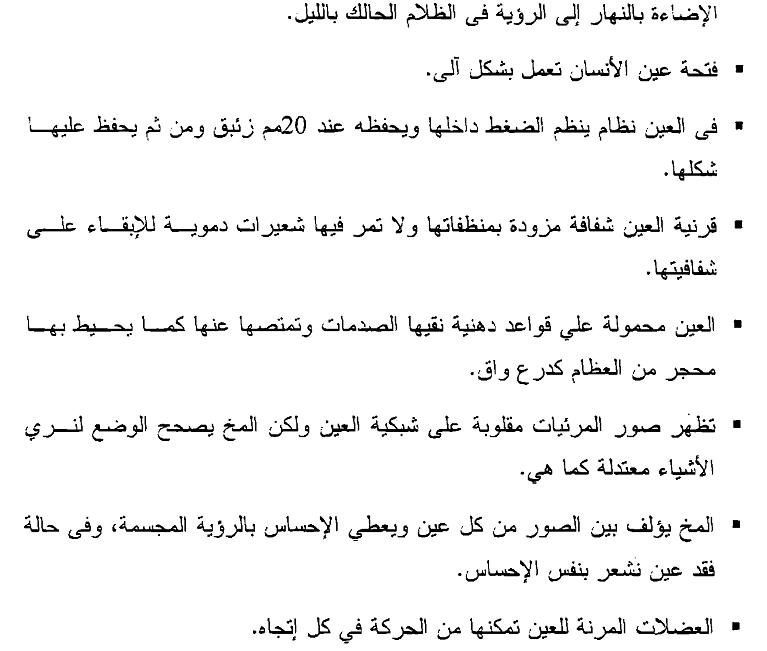 الإضاءة بالنهار إلى الرؤية فى الظلام الحالك بالليل.
▪ فتحة عين الأنسان تعمل بشكل آلى.
▪ فى العين نظام ينظم الضغط داخلها ويحفظه عند 20مم زئبق ومن ثم يحفظ عليها
شكلها.
▪ قرنية العين شفافة مزودة بمنظفاتها ولا تمر فيها شعيرات دموية للإبقاء على
شفافيتها.
▪ العين محمولة علي قواعد دهنية نقيها الصدمات وتمتصها عنها كما يحيط بها
محجر من العظام كدرع واق.
▪ تظهر صور المرئيات مقلوبة على شبكية العين ولكن المخ يصحح الوضع لنري
الأشياء معتدلة كما هي.
▪ المخ يؤلف بين الصور من كل عين ويعطي الإحساس بالرؤية المجسمة، وفى حالة
فقد عين نشعر بنفس الإحساس.
▪ العضلات المرنة للعين تمكنها من الحركة في كل إتجاه.